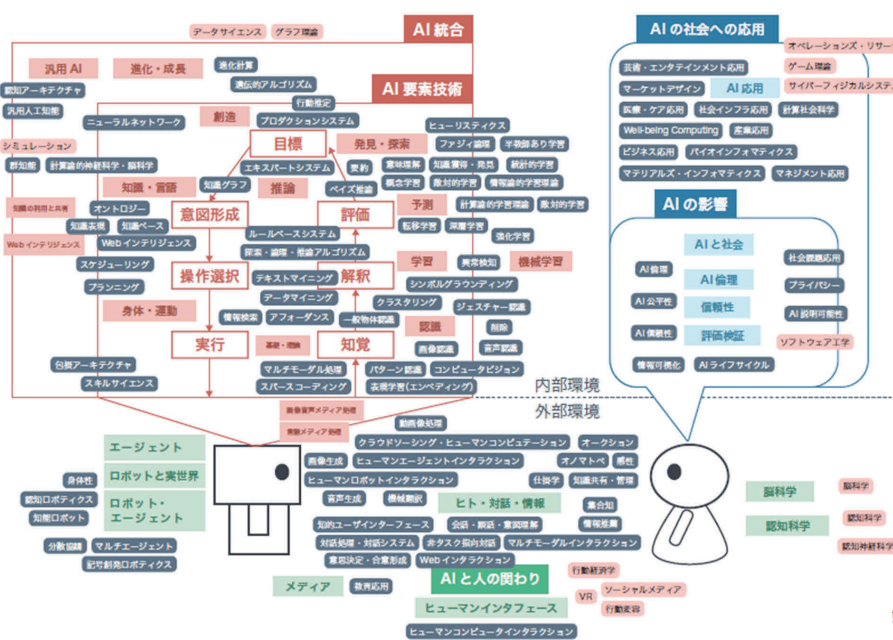 データサイエンス
グラフ理論
AI 統合
AI の社会への応用
オペレーションズ・リサー
汎用 AI
進化・成長
進化計算
芸術・エンタテインメント応用
ゲーム理論
認知アーキテクチャ
遺伝的アルゴリズム
AI 要素技術
マーケットデザイン
AI 応用
サイバーフィジカルシステム
汎用人工知能
行動推定
医療・ケア応用
社会インフラ応用
計算社会科学
ニューラルネットワーク
創造
プロダクションシステム
ヒューリスティクス
Well-being Computing
産業応用
シミュレーション
目標
発見・探索
ファジィ論理
半教師あり学習
ビジネス応用
バイオインフォマティクス
群知能
計算論的神経科学・脳科学
エキスパートシステム
要約
意味理解
知識獲得・発見
統計的学習
マテリアルズ・インフォマティクス
マネジメント応用
知識・言語
知識グラフ
推論
ベイズ推論
概念学習
敵対的学習
情報論的学習理論
AI の影響
知識の利用と共有
オントロジー
意図形成
評価
予測
計算論的学習理論
敵対的学習
知識表現
知識ベース
ルールベースシステム
転移学習
深層学習
強化学習
AI と社会
Web インテリジェンス
Web インテリジェンス
探索・論理・推論アルゴリズム
社会課題応用
スケジューリング
操作選択
テキストマイニング
解釈
学習
異常検知
機械学習
AI 倫理
AI 倫理
プランニング
データマイニング
シンボルグラウンディング
プライバシー
身体・運動
クラスタリング
ジェスチャー認識
AI 公平性
信頼性
AI 説明可能性
情報検索
アフォーダンス
一般物体認識
認識
削除
AI 信頼性
評価検証
ソフトウェア工学
実行
基礎・理論
知覚
画像認識
音声認識
包摂アーキテクチャ
マルチモーダル処理
パターン認識
コンピュータビジョン
情報可視化
AI ライフサイクル
スキルサイエンス
スパースコーディング
表現学習(エンベディング)
内部環境
外部環境
画像音声メディア処理
言語メディア処理
動画像処理
エージェント
クラウドソーシング・ヒューマンコンピュテーション
オークション
画像生成
ヒューマンエージェントインタラクション
オノマトペ
感性
ロボットと実世界
身体性
ヒューマンロボットインタラクション
仕掛学
知識共有・管理
脳科学
脳科学
認知ロボティクス
ロボット・
エージェント
音声生成
機械翻訳
ヒト・対話・情報
集合知
知能ロボット
知的ユーザインターフェース
会話・談話・意図理解
情報推薦
認知科学
認知科学
分散協調
マルチエージェント
対話処理・対話システム
非タスク指向対話
マルチモーダルインタラクション
認知神経科学
記号創発ロボティクス
意思決定・合意形成
Web インタラクション
メディア
教育応用
AI と人の関わり
行動経済学
ヒューマンインタフェース
VR
ソーシャルメディア
行動変容
ヒューマンコンピュータインタラクション